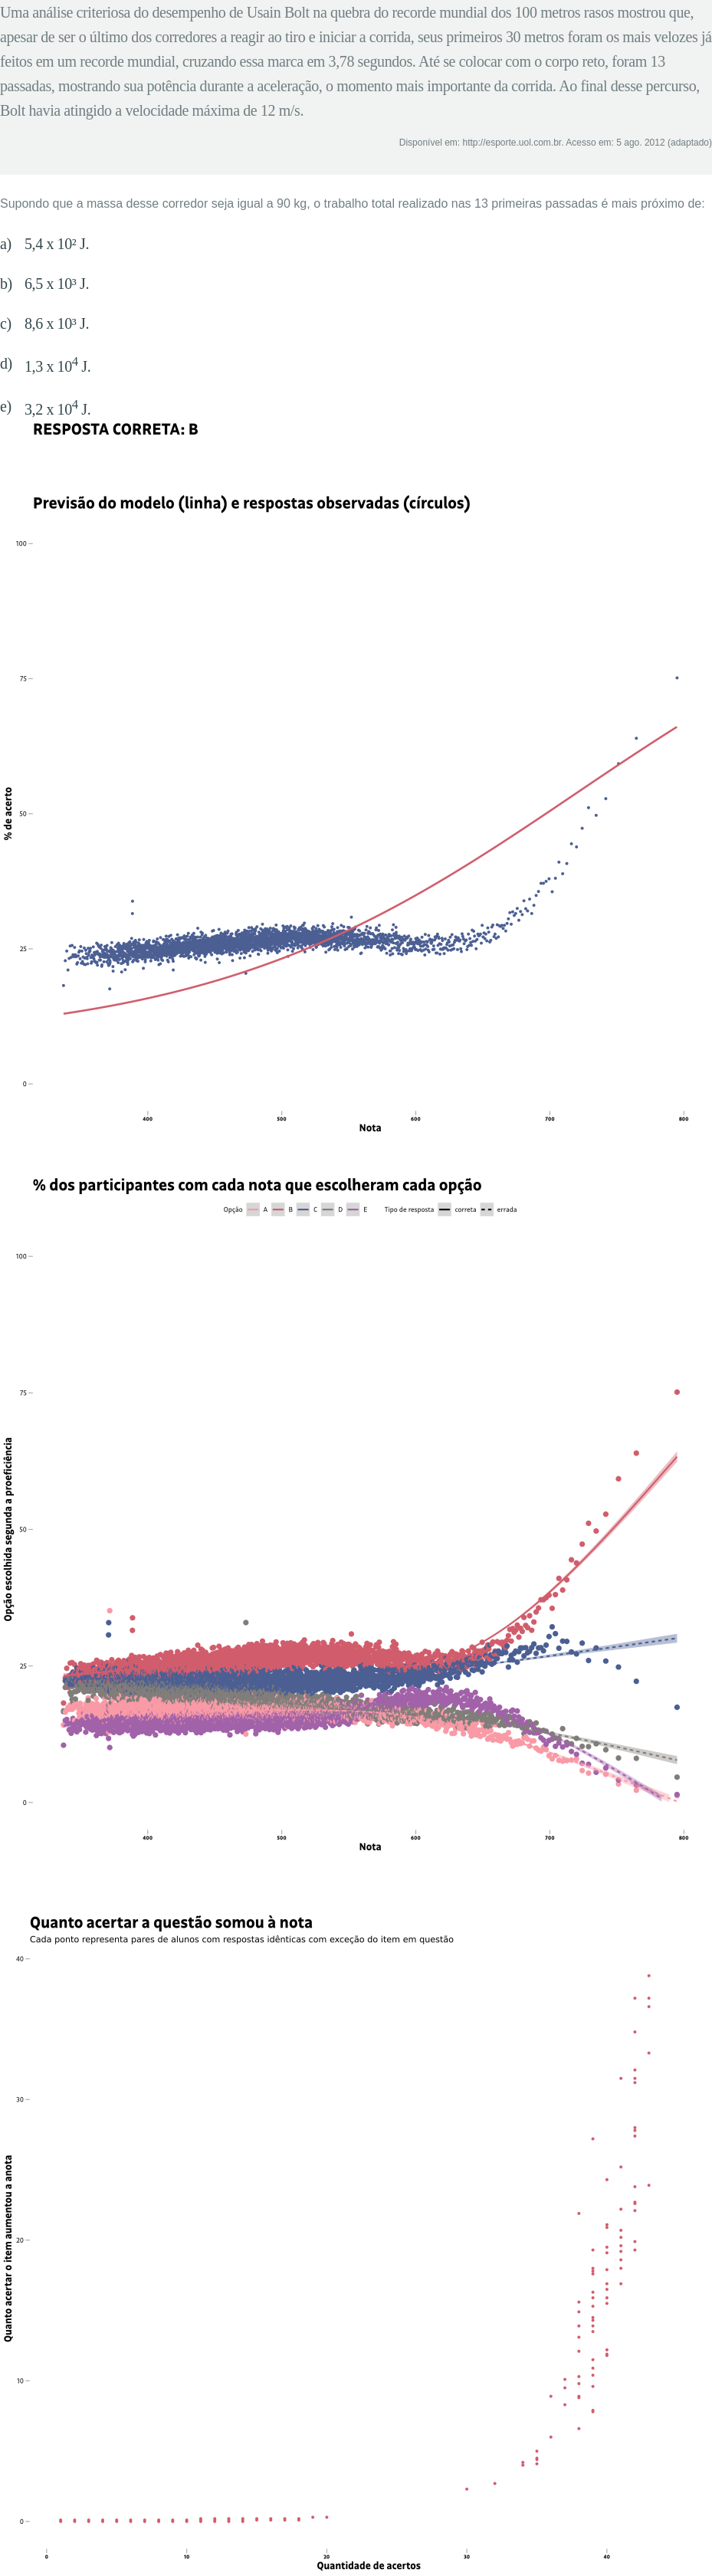 Uma análise criteriosa do desempenho de Usain Bolt na quebra do recorde mundial dos 100 metros rasos mostrou que,
apesar de ser o último dos corredores a reagir ao tiro e iniciar a corrida, seus primeiros 30 metros foram os mais velozes já
feitos em um recorde mundial, cruzando essa marca em 3,78 segundos. Até se colocar com o corpo reto, foram 13
passadas, mostrando sua potência durante a aceleração, o momento mais importante da corrida. Ao final desse percurso,
Bolt havia atingido a velocidade máxima de 12 m/s.
Disponível em: http://esporte.uol.com.br. Acesso em: 5 ago. 2012 (adaptado)
Supondo que a massa desse corredor seja igual a 90 kg, o trabalho total realizado nas 13 primeiras passadas é mais próximo de:
a) 5,4 x 10² J.
b) 6,5 x 10³ J.
c) 8,6 x 10³ J.
d) 1,3 x 10⁴ J.
e) 3,2 x 10⁴ J.
RESPOSTA CORRETA: B
Previsão do modelo (linha) e respostas observadas (círculos)
100
75
50
25
0
% de acerto
400 500 600 700 800
Nota
% dos participantes com cada nota que escolheram cada opção
Opção A B C D E Tipo de resposta correta errada
100
75
50
25
0
Opção escolhida segunda a proeficiência
400 500 600 700 800
Nota
Quanto acertar a questão somou à nota
Cada ponto representa pares de alunos com respostas idênticas com exceção do item em questão
40
30
20
10
0
Quanto acertar o item aumentou a anota
0 10 20 30 40
Quantidade de acertos